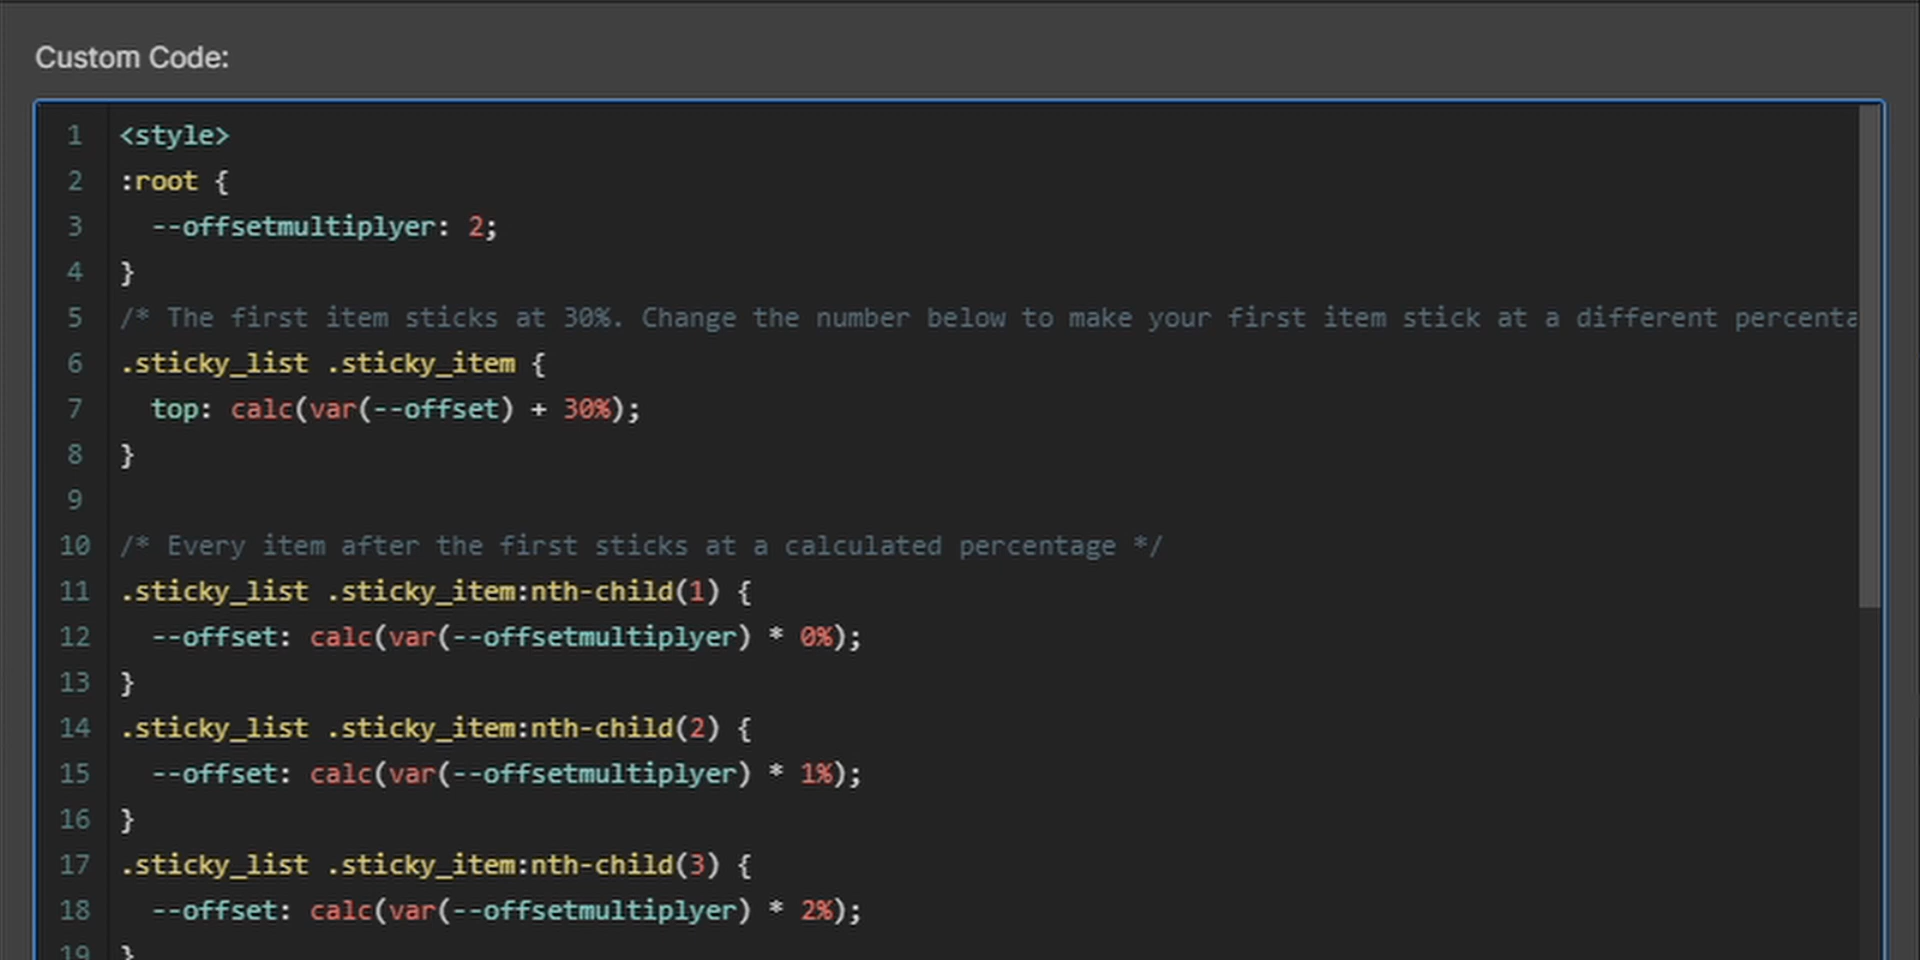 Custom Code:
1 <style>
2 :root {
3   --offsetmultiplyer: 2;
4 }
5 /* The first item sticks at 30%. Change the number below to make your first item stick at a different percenta
6 .sticky_list .sticky_item {
7   top: calc(var(--offset) + 30%);
8 }
9
10 /* Every item after the first sticks at a calculated percentage */
11 .sticky_list .sticky_item:nth-child(1) {
12   --offset: calc(var(--offsetmultiplyer) * 0%);
13 }
14 .sticky_list .sticky_item:nth-child(2) {
15   --offset: calc(var(--offsetmultiplyer) * 1%);
16 }
17 .sticky_list .sticky_item:nth-child(3) {
18   --offset: calc(var(--offsetmultiplyer) * 2%);
19 }